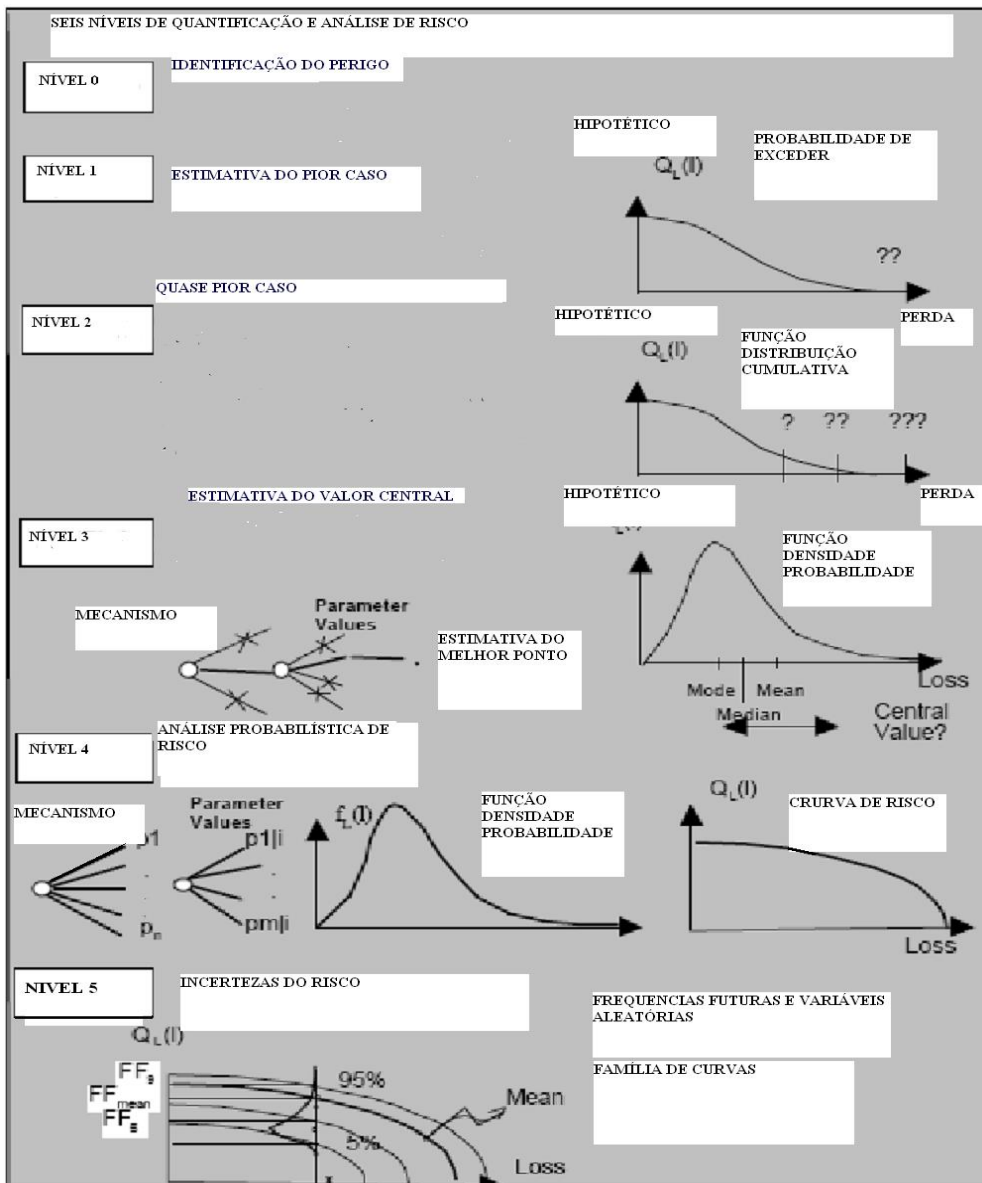 SEIS NÍVEIS DE QUANTIFICAÇÃO E ANÁLISE DE RISCO
NÍVEL 0
IDENTIFICAÇÃO DO PERIGO
NÍVEL 1
ESTIMATIVA DO PIOR CASO
HIPOTÉTICO
PROBABILIDADE DE
EXCEDER
Q_L(l)
??
PERDA
NÍVEL 2
QUASE PIOR CASO
HIPOTÉTICO
Q_L(l)
FUNÇÃO
DISTRIBUIÇÃO
CUMULATIVA
? ?? ???
PERDA
NÍVEL 3
ESTIMATIVA DO VALOR CENTRAL
HIPOTÉTICO
FUNÇÃO
DENSIDADE
PROBABILIDADE
MECANISMO
Parameter
Values
ESTIMATIVA DO
MELHOR PONTO
Loss
Mode Mean
Median
Central
Value?
NÍVEL 4
ANÁLISE PROBABILÍSTICA DE
RISCO
MECANISMO
p1
p_n
Parameter
Values
p1|i
pm|i
f_L(l)
FUNÇÃO
DENSIDADE
PROBABILIDADE
Q_L(l)
CRURVA DE RISCO
Loss
NIVEL 5
INCERTEZAS DO RISCO
FREQUENCIAS FUTURAS E VARIÁVEIS
ALEATÓRIAS
FAMÍLIA DE CURVAS
Q_L(l)
FF_9
FF_mean
95%
5%
Mean
Loss